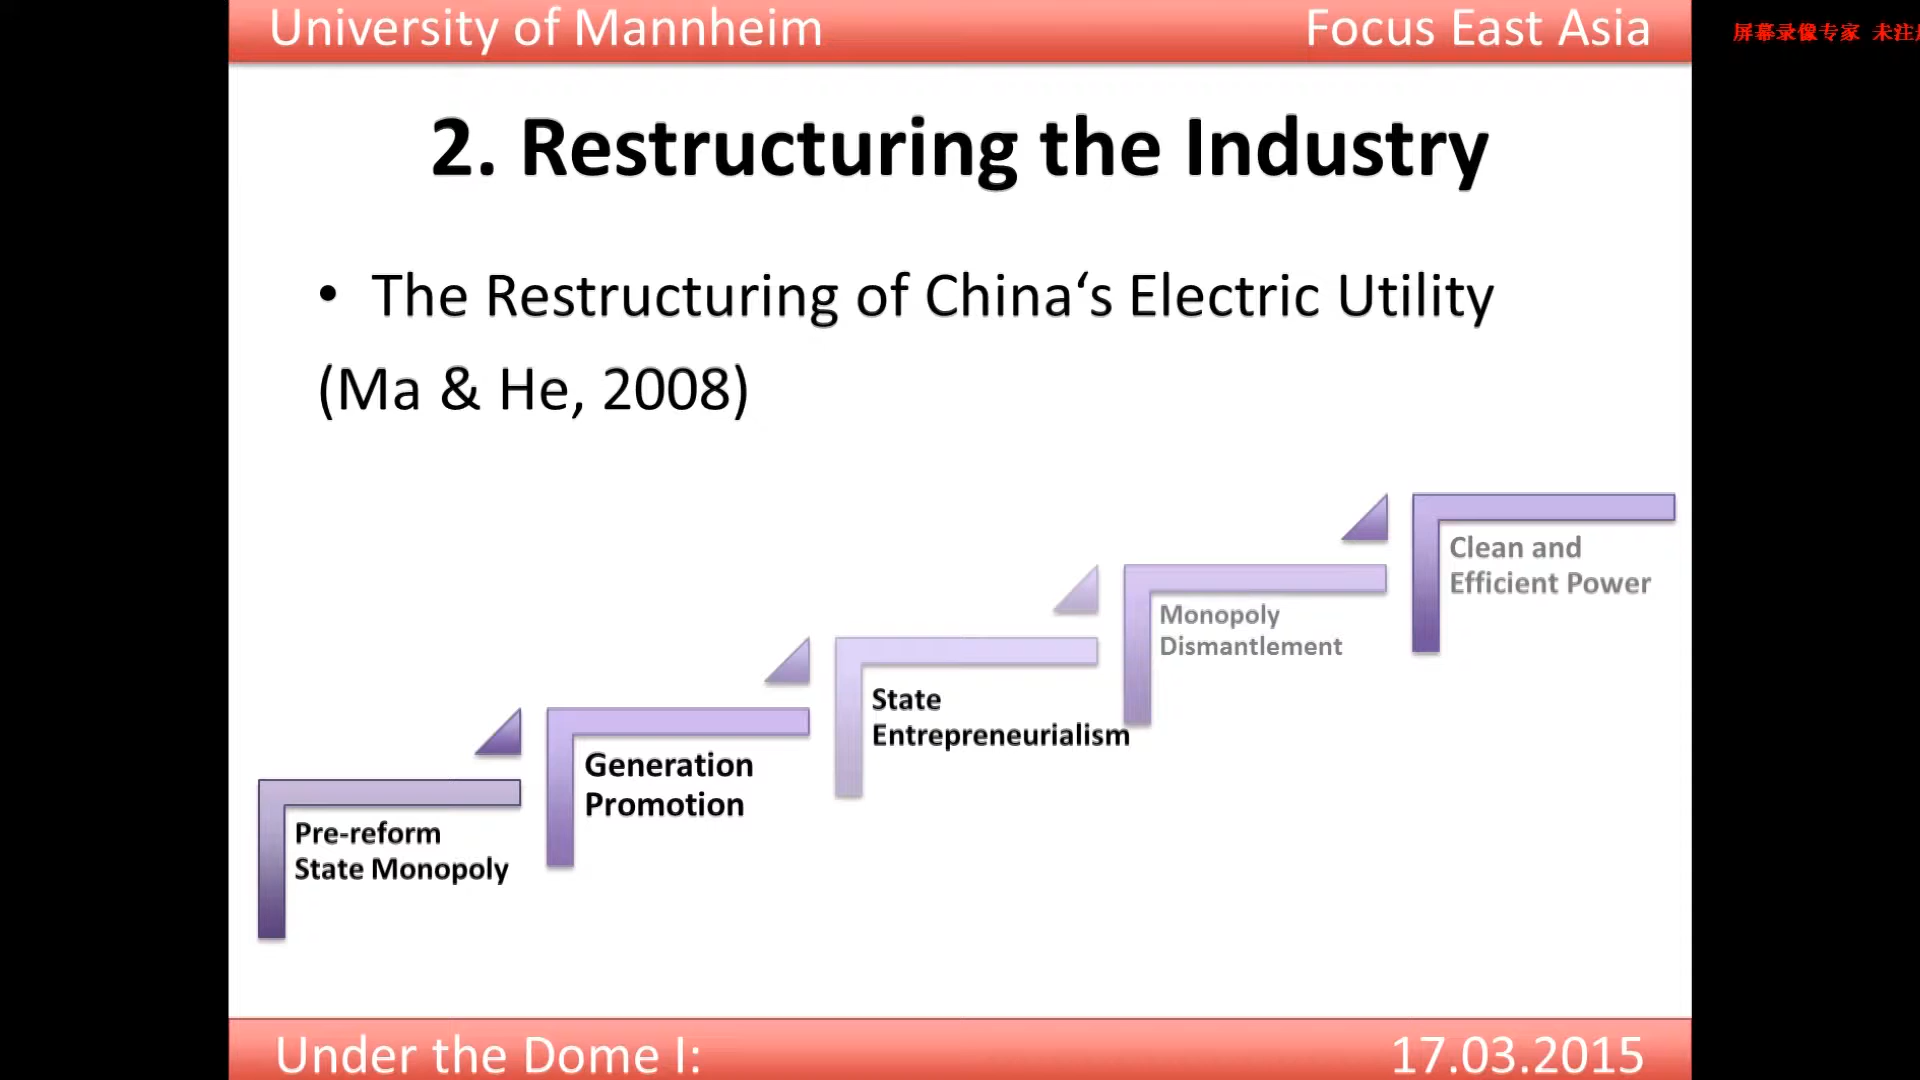 University of Mannheim
Focus East Asia
屏幕录像专家 未注
2. Restructuring the Industry
• The Restructuring of China‘s Electric Utility
(Ma & He, 2008)
Pre-reform
State Monopoly
Generation
Promotion
State
Entrepreneurialism
Monopoly
Dismantlement
Clean and
Efficient Power
Under the Dome I:
17.03.2015